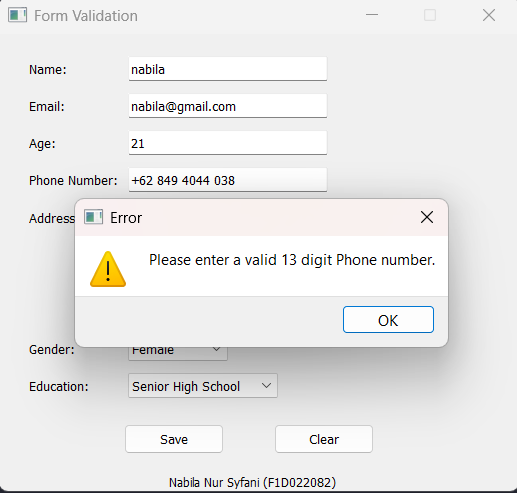 Form Validation
Name: nabila
Email: nabila@gmail.com
Age: 21
Phone Number: +62 849 4044 038
Address
Error
Please enter a valid 13 digit Phone number.
OK
Gender: Female
Education: Senior High School
Save Clear
Nabila Nur Syfani (F1D022082)